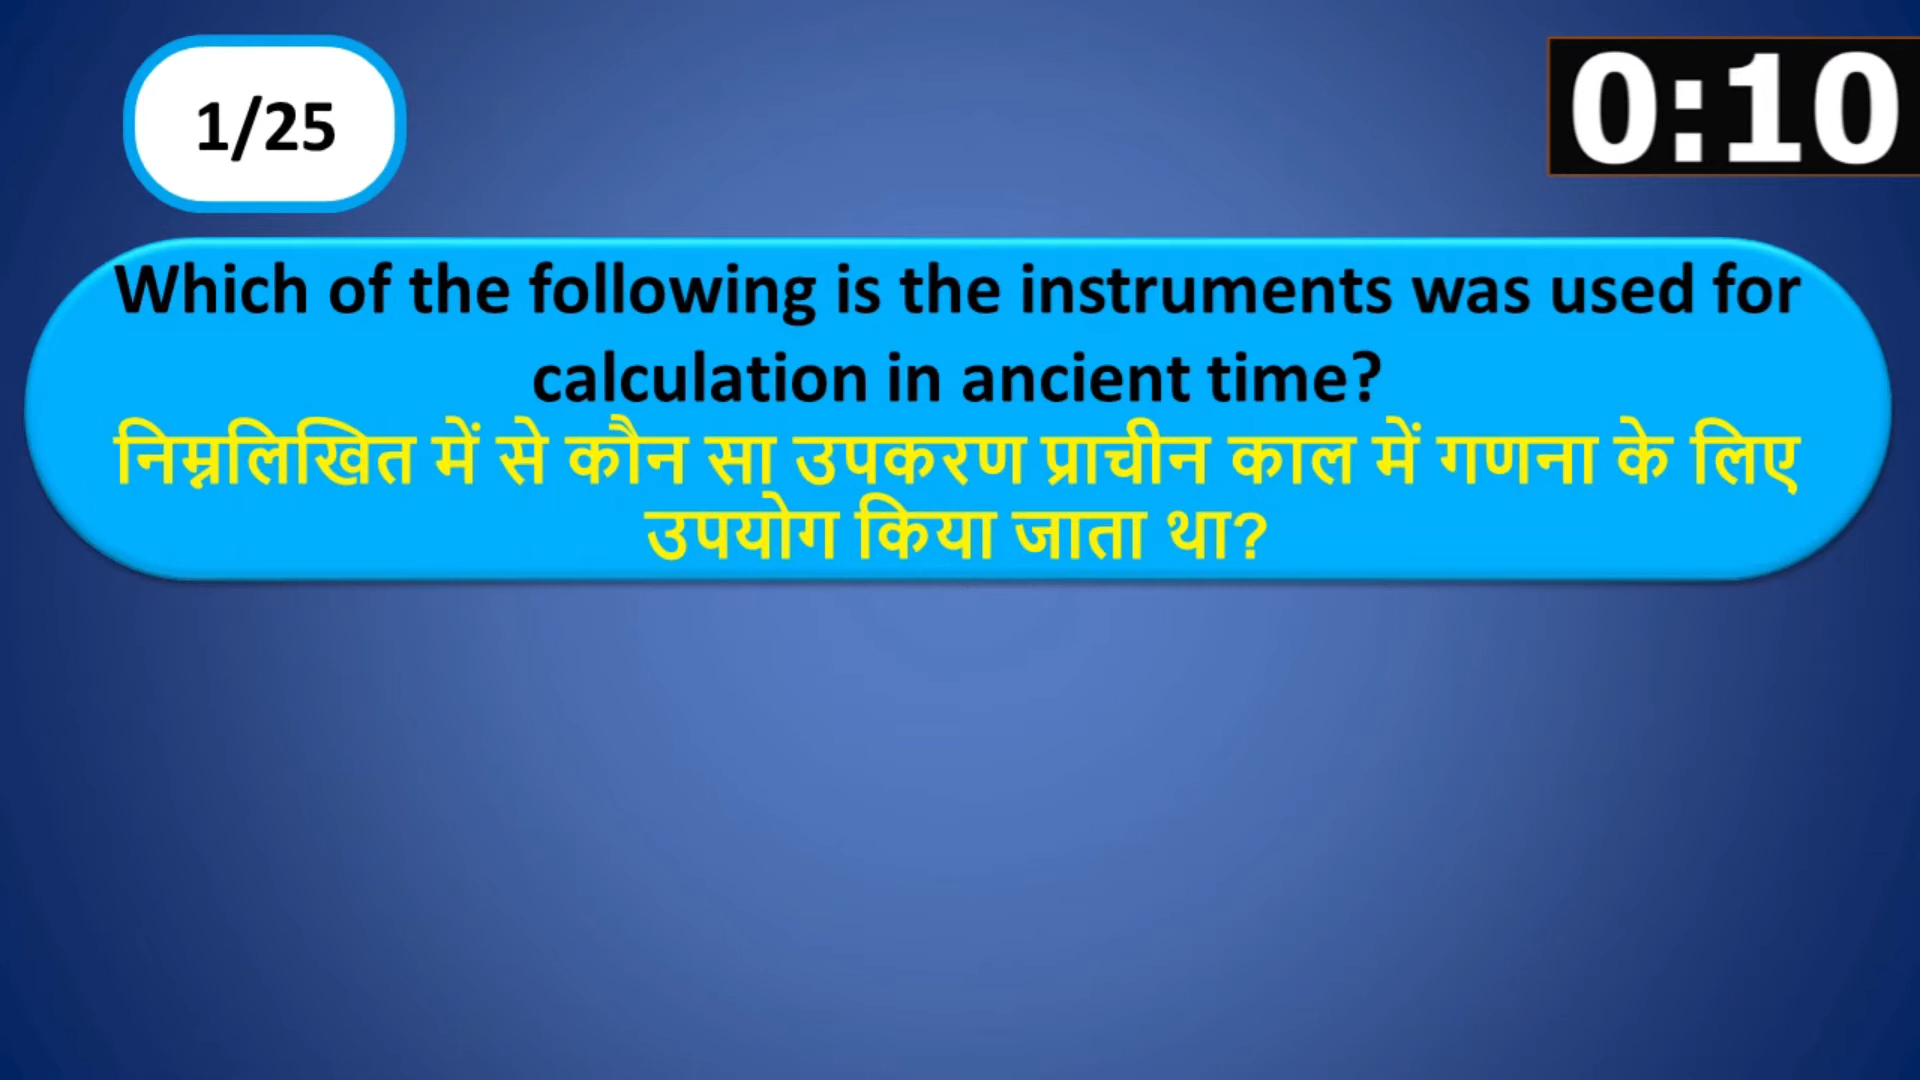 1/25
0:10
Which of the following is the instruments was used for
calculation in ancient time?
निम्नलिखित में से कौन सा उपकरण प्राचीन काल में गणना के लिए
उपयोग किया जाता था?